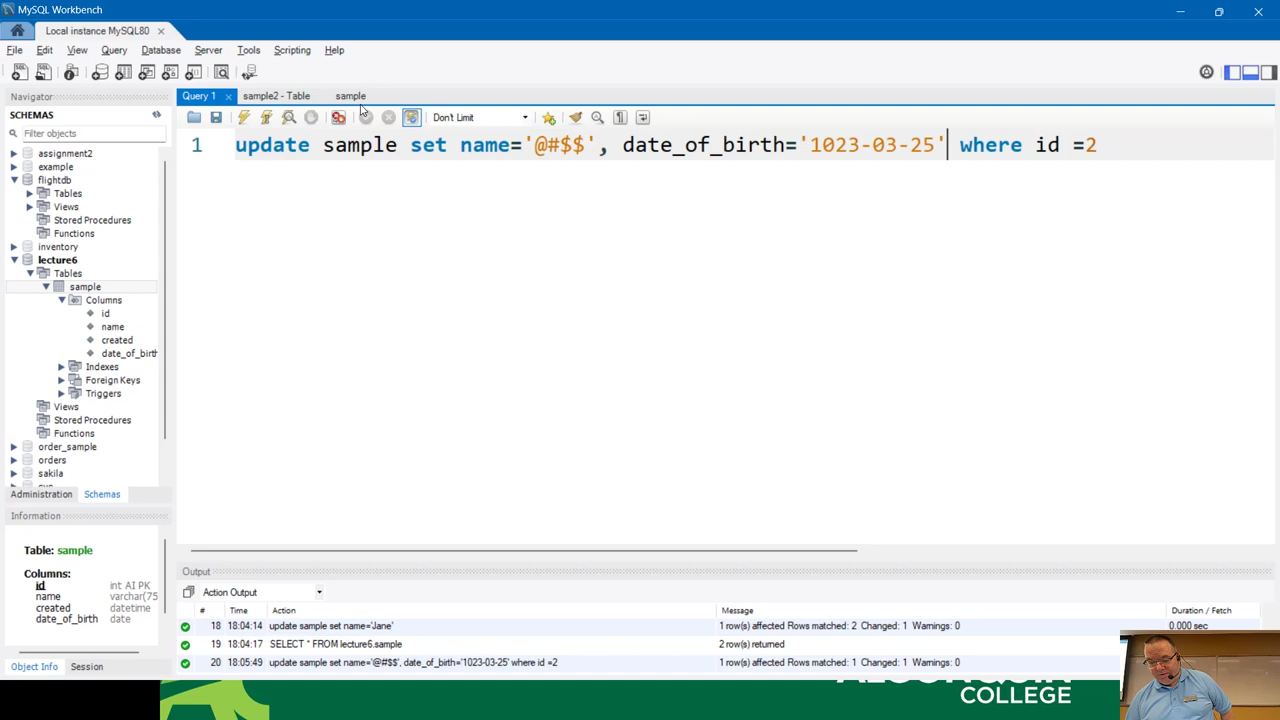 MySQL Workbench
Local instance MySQL80
File Edit View Query Database Server Tools Scripting Help
Navigator
SCHEMAS
Filter objects
assignment2
example
flightdb
Tables
Views
Stored Procedures
Functions
inventory
lecture6
Tables
sample
Columns
id
name
created
date_of_birth
Indexes
Foreign Keys
Triggers
Views
Stored Procedures
Functions
order_sample
orders
sakila
Administration Schemas
Information
Table: sample
Columns:
id int AI PK
name varchar(75
created datetime
date_of_birth date
Object Info Session
Query 1 sample2 - Table sample
Don't Limit
1 update sample set name='@#$$', date_of_birth='1023-03-25' where id =2
Output
Action Output
# Time Action Message Duration / Fetch
18 18:04:14 update sample set name='Jane' 1 row(s) affected Rows matched: 2 Changed: 1 Warnings: 0 0.000 sec
19 18:04:17 SELECT * FROM lecture6.sample 2 row(s) returned
20 18:05:49 update sample set name='@#$$', date_of_birth='1023-03-25' where id =2 1 row(s) affected Rows matched: 1 Changed: 1 Warnings: 0
COLLEGE